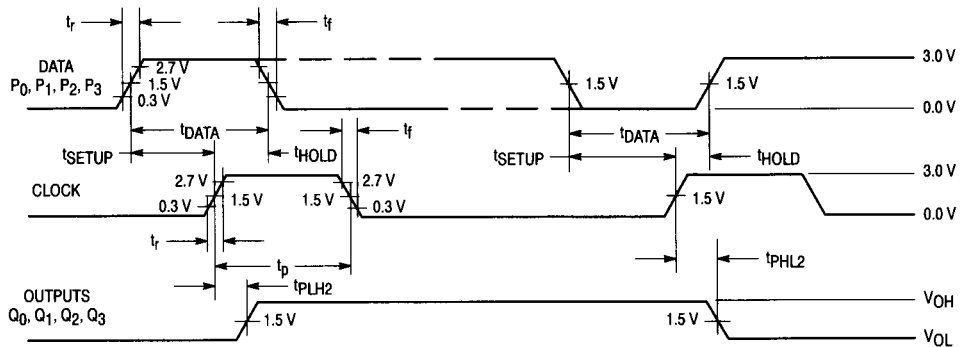 tr
tf
DATA
P0, P1, P2, P3
2.7 V
1.5 V
0.3 V
1.5 V
1.5 V
3.0 V
0.0 V
tDATA
tf
tDATA
tSETUP
tHOLD
tSETUP
tHOLD
CLOCK
2.7 V
1.5 V
0.3 V
2.7 V
1.5 V
0.3 V
1.5 V
3.0 V
0.0 V
tr
tp
tPLH2
tPHL2
OUTPUTS
Q0, Q1, Q2, Q3
1.5 V
1.5 V
VOH
VOL